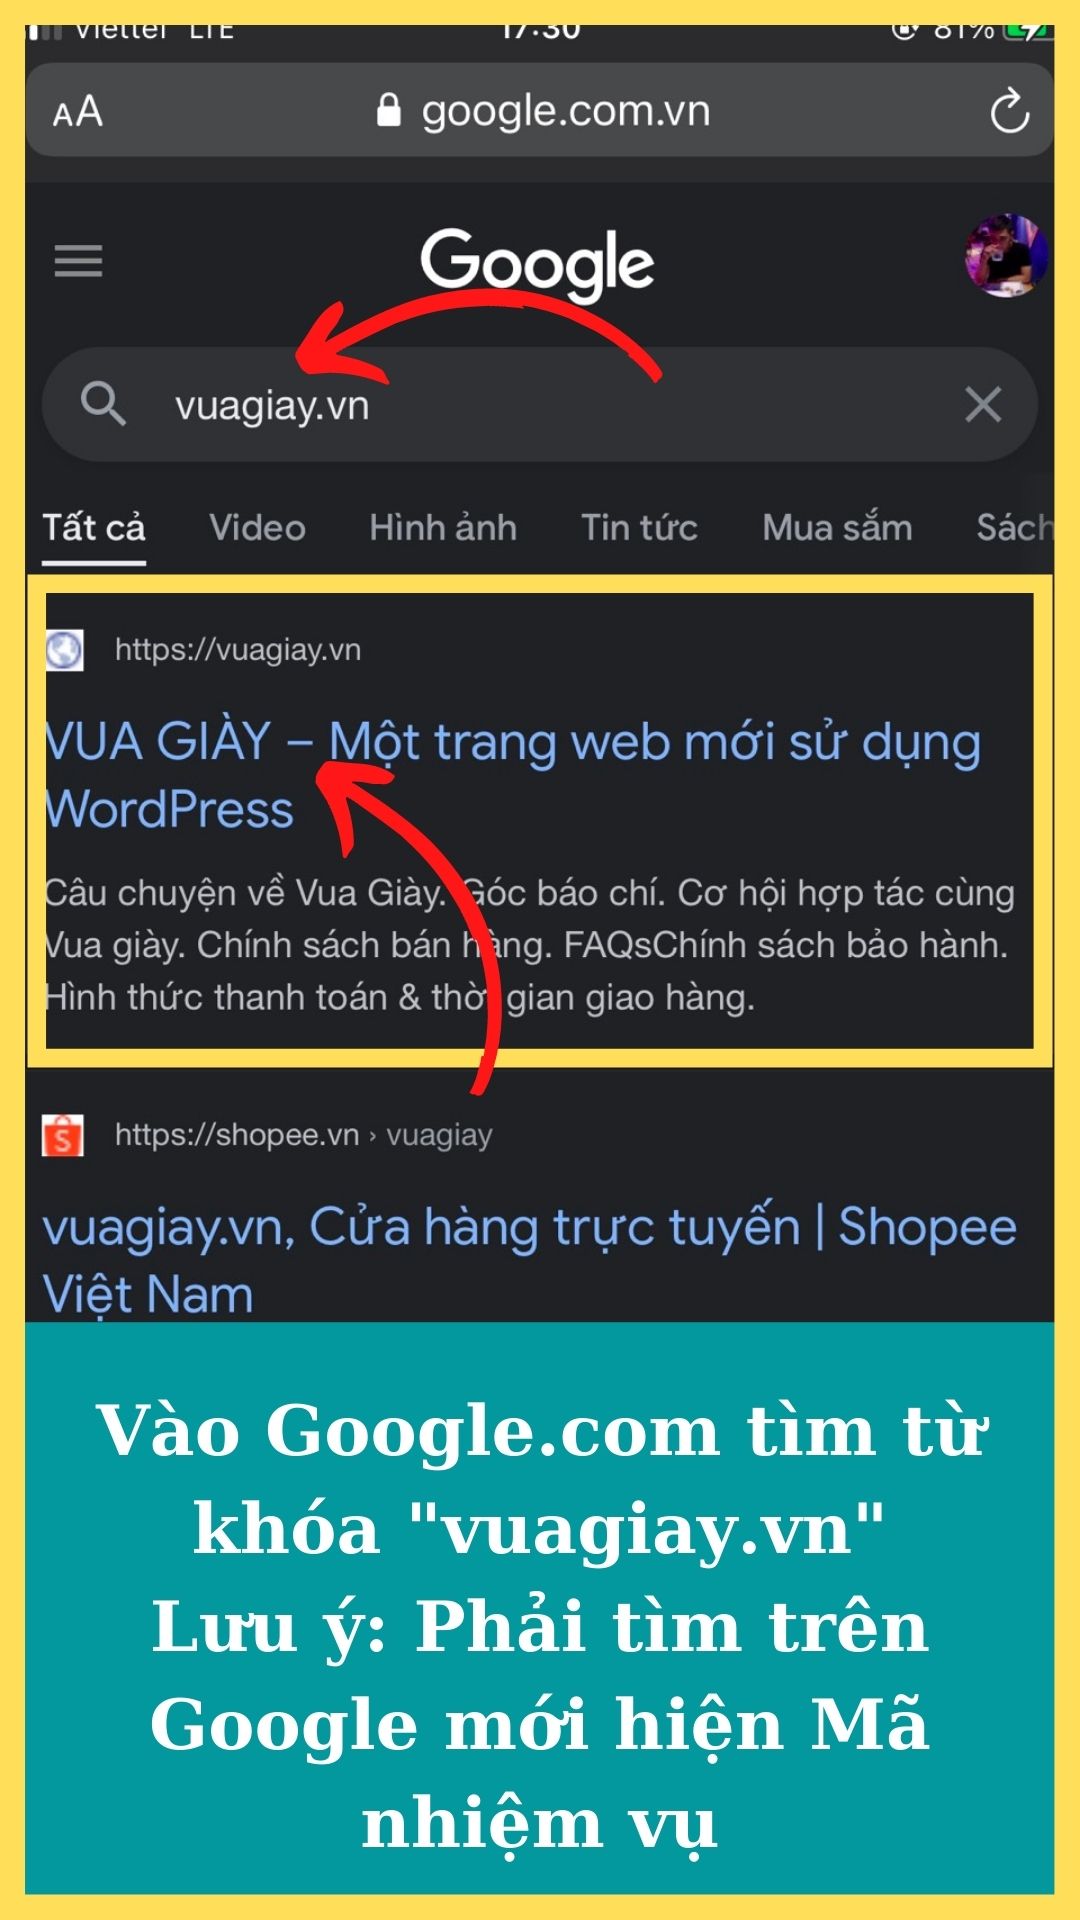 Viettel LTE 17:30 81%
AA google.com.vn
Google
vuagiay.vn
Tất cả Video Hình ảnh Tin tức Mua sắm Sách
https://vuagiay.vn
VUA GIÀY – Một trang web mới sử dụng
WordPress
Câu chuyện về Vua Giày. Góc báo chí. Cơ hội hợp tác cùng
Vua giày. Chính sách bán hàng. FAQsChính sách bảo hành.
Hình thức thanh toán & thời gian giao hàng.
https://shopee.vn › vuagiay
vuagiay.vn, Cửa hàng trực tuyến | Shopee
Việt Nam
Vào Google.com tìm từ
khóa "vuagiay.vn"
Lưu ý: Phải tìm trên
Google mới hiện Mã
nhiệm vụ